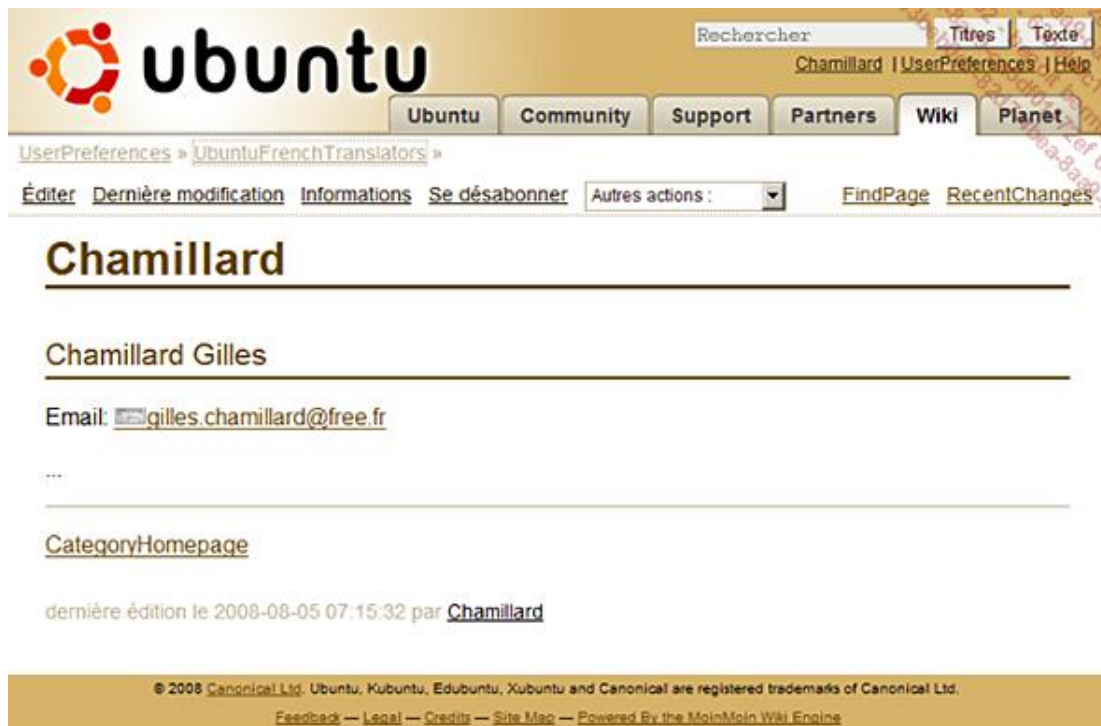 ubuntu
Rechercher Titres Texte
Chamillard | UserPreferences | Help
Ubuntu Community Support Partners Wiki Planet
UserPreferences » UbuntuFrenchTranslators »
Éditer Dernière modification Informations Se désabonner Autres actions : FindPage RecentChanges
Chamillard
Chamillard Gilles
Email: gilles.chamillard@free.fr
...
CategoryHomepage
dernière édition le 2008-08-05 07:15:32 par Chamillard
© 2008 Canonical Ltd. Ubuntu, Kubuntu, Edubuntu, Xubuntu and Canonical are registered trademarks of Canonical Ltd.
Feedback — Legal — Credits — Site Map — Powered By the MoinMoin Wiki Engine